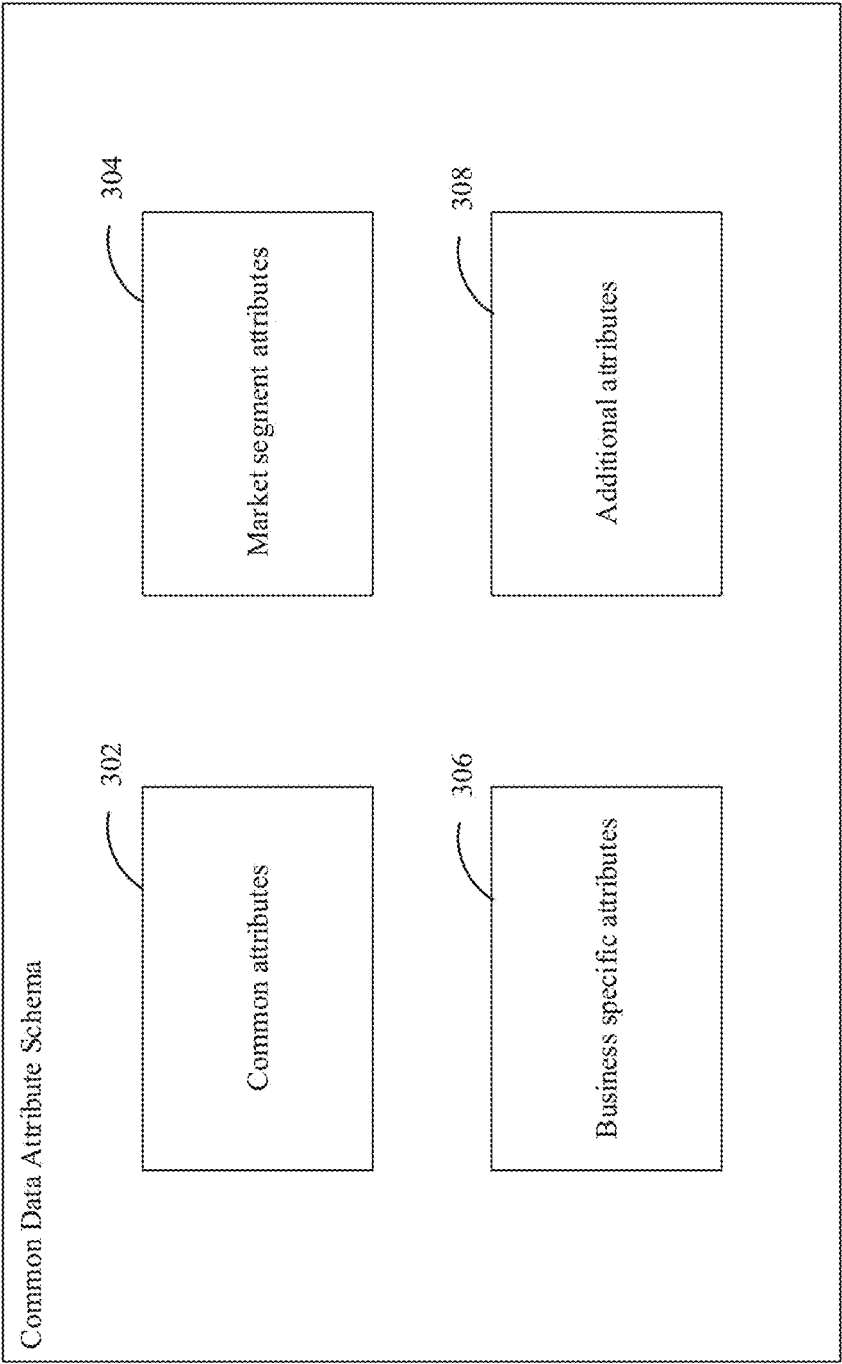 Common Data Attribute Schema
302
304
Common attributes
Market segment attributes
306
308
Business specific attributes
Additional attributes